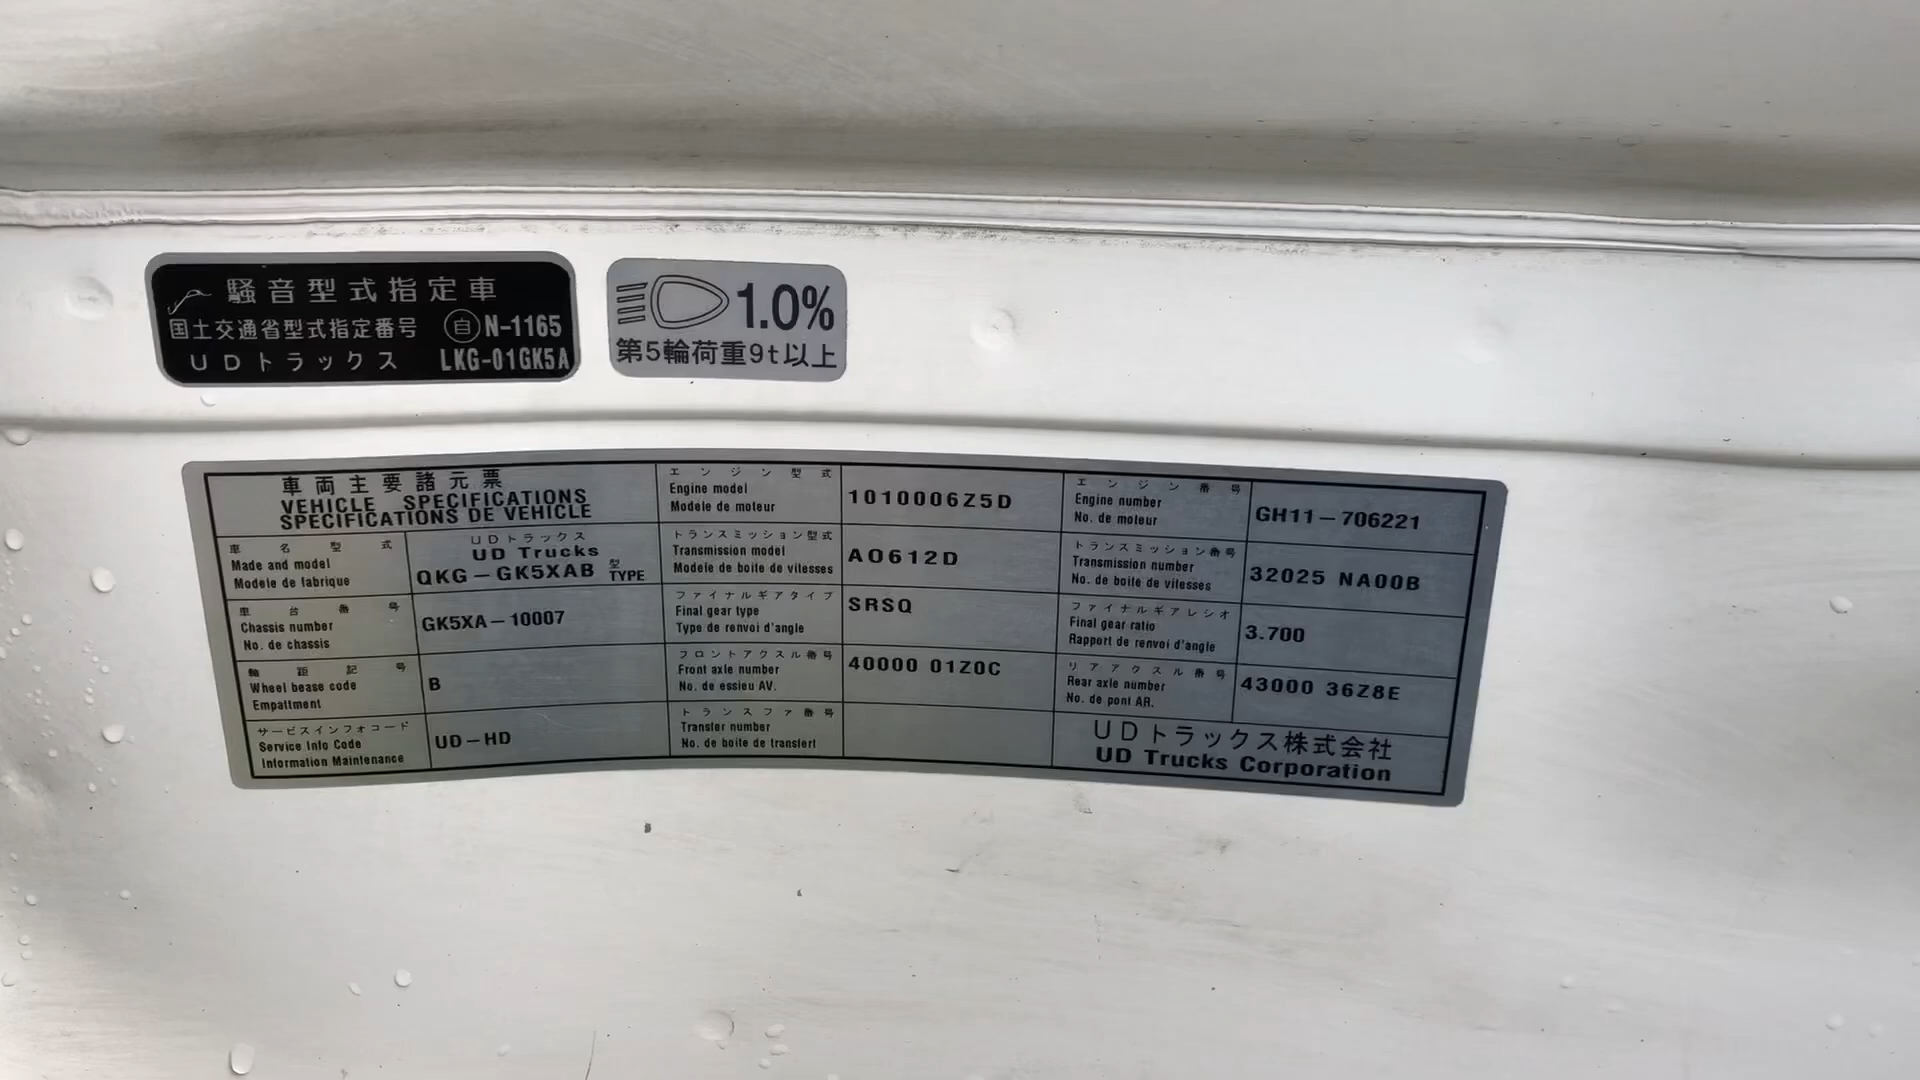 騒音型式指定車
国土交通省型式指定番号 自 N-1165
UDトラックス LKG-01GK5A
1.0%
第5輪荷重9t以上
車両主要諸元票
VEHICLE SPECIFICATIONS
SPECIFICATIONS DE VEHICLE
車名型式
Made and model
Modele de fabrique
UDトラックス
UD Trucks
QKG-GK5XAB 型 TYPE
車台番号
Chassis number
No. de chassis
GK5XA-10007
軸距記号
Wheel bease code
Empattment
B
サービスインフォコード
Service Info Code
Information Maintenance
UD-HD
エンジン型式
Engine model
Modele de moteur
1010006Z5D
トランスミッション型式
Transmission model
Modele de boite de vitesses
A0612D
ファイナルギアタイプ
Final gear type
Type de renvoi d'angle
SRSQ
フロントアクスル番号
Front axle number
No. de essieu AV.
40000 01Z0C
トランスファ番号
Transfer number
No. de boite de transfert
エンジン番号
Engine number
No. de moteur
GH11-706221
トランスミッション番号
Transmission number
No. de boite de vitesses
32025 NA00B
ファイナルギアレシオ
Final gear ratio
Rapport de renvoi d'angle
3.700
リアアクスル番号
Rear axle number
No. de pont AR.
43000 36Z8E
UDトラックス株式会社
UD Trucks Corporation